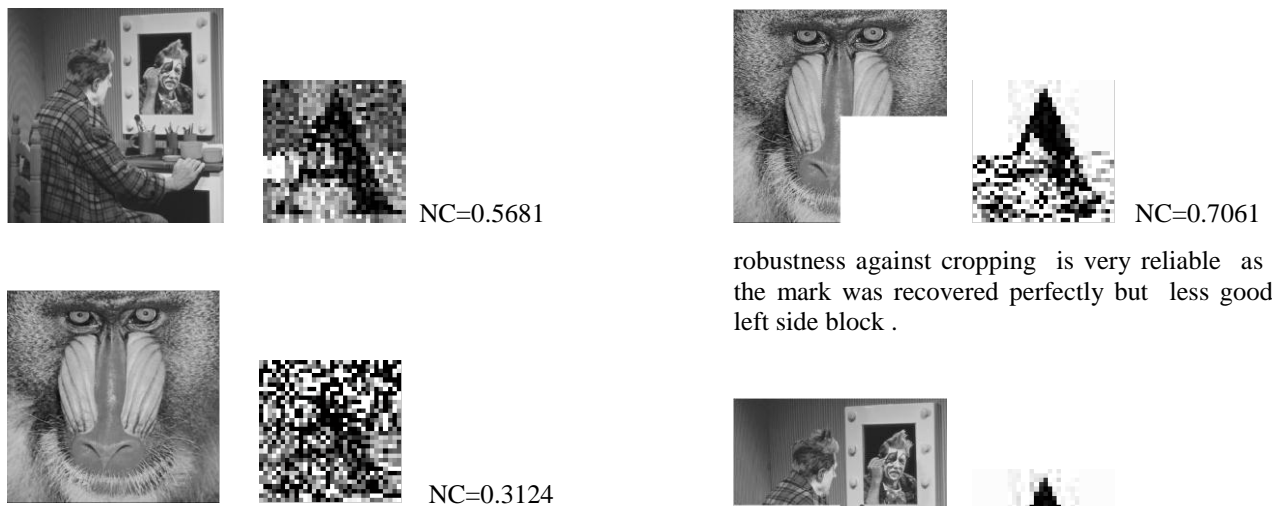 NC=0.5681
NC=0.3124
NC=0.7061
robustness against cropping is very reliable as
the mark was recovered perfectly but less good
left side block .